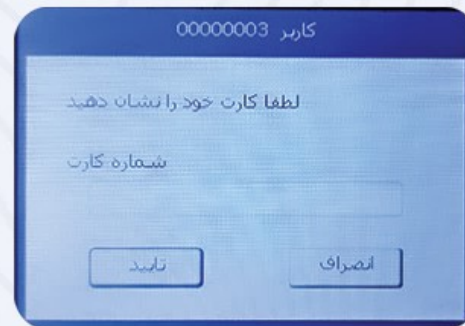 کاربر 00000003
لطفا کارت خود را نشان دهید
شماره کارت
انصراف
تایید